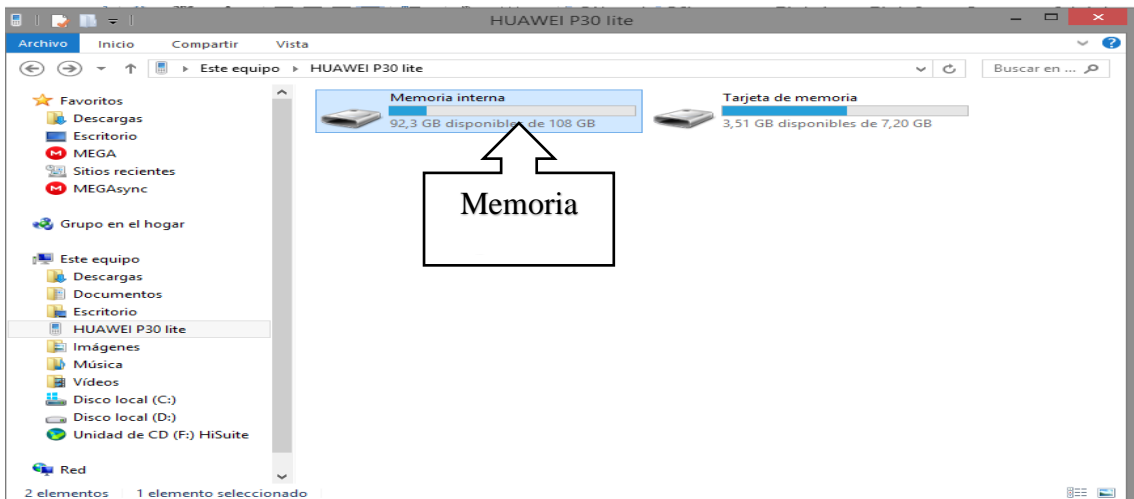 HUAWEI P30 lite
Archivo Inicio Compartir Vista
Este equipo HUAWEI P30 lite Buscar en ...
Favoritos
Descargas
Escritorio
MEGA
Sitios recientes
MEGAsync
Grupo en el hogar
Este equipo
Descargas
Documentos
Escritorio
HUAWEI P30 lite
Imágenes
Música
Vídeos
Disco local (C:)
Disco local (D:)
Unidad de CD (F:) HiSuite
Red
Memoria interna
92,3 GB disponibles de 108 GB
Tarjeta de memoria
3,51 GB disponibles de 7,20 GB
Memoria
2 elementos 1 elemento seleccionado